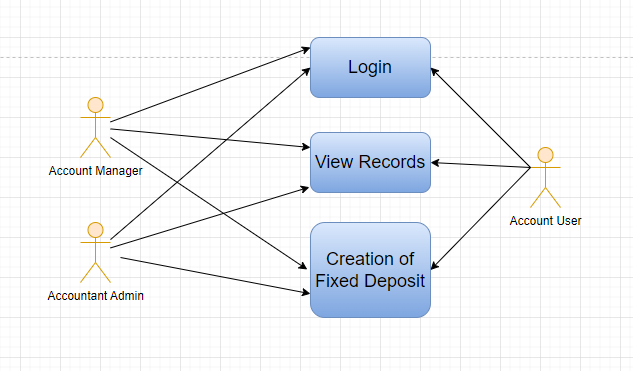 Login
Account Manager
View Records
Account User
Creation of
Fixed Deposit
Accountant Admin